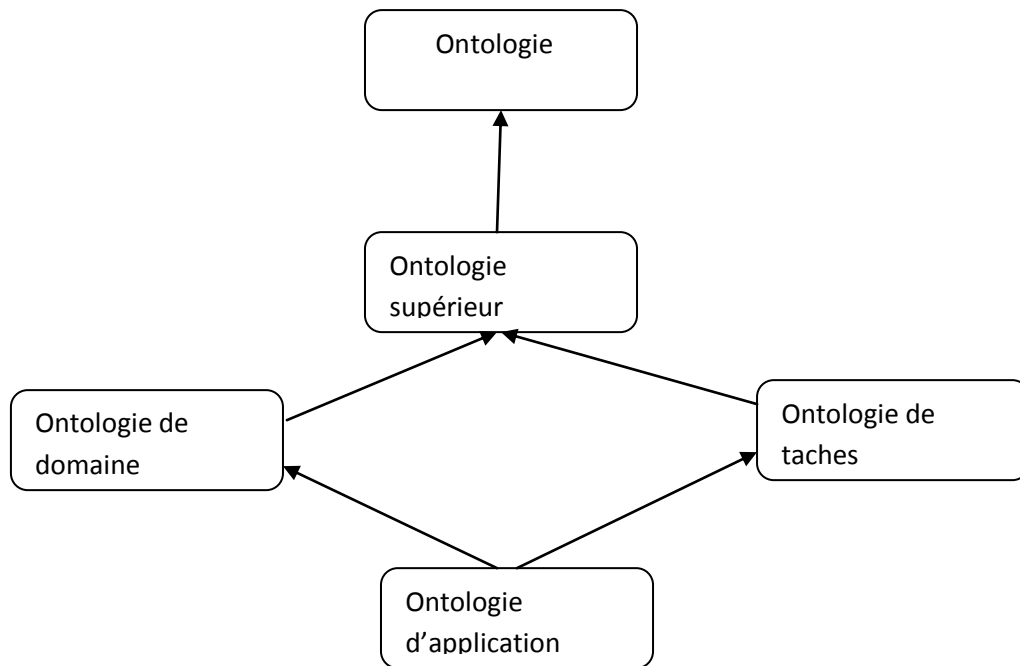 Ontologie
Ontologie
supérieur
Ontologie de
domaine
Ontologie de
taches
Ontologie
d’application